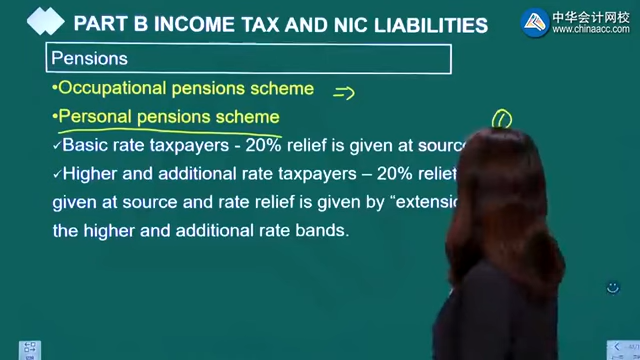 PART B INCOME TAX AND NIC LIABILITIES
中华会计网校
www.chinaacc.com
Pensions
•Occupational pensions scheme
•Personal pensions scheme
✓Basic rate taxpayers - 20% relief is given at source
✓Higher and additional rate taxpayers – 20% relief
given at source and rate relief is given by “extensio
the higher and additional rate bands.